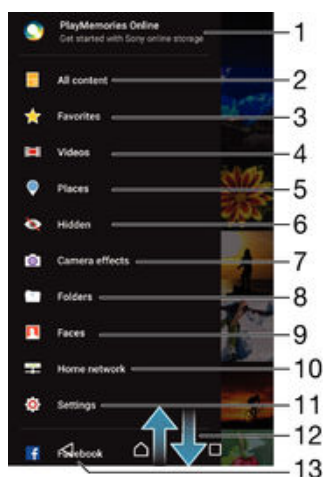 PlayMemories Online 1
Get started with Sony online storage
All content 2
Favorites 3
Videos 4
Places 5
Hidden 6
Camera effects 7
Folders 8
Faces 9
Home network 10
Settings 11
12
Facebook
13